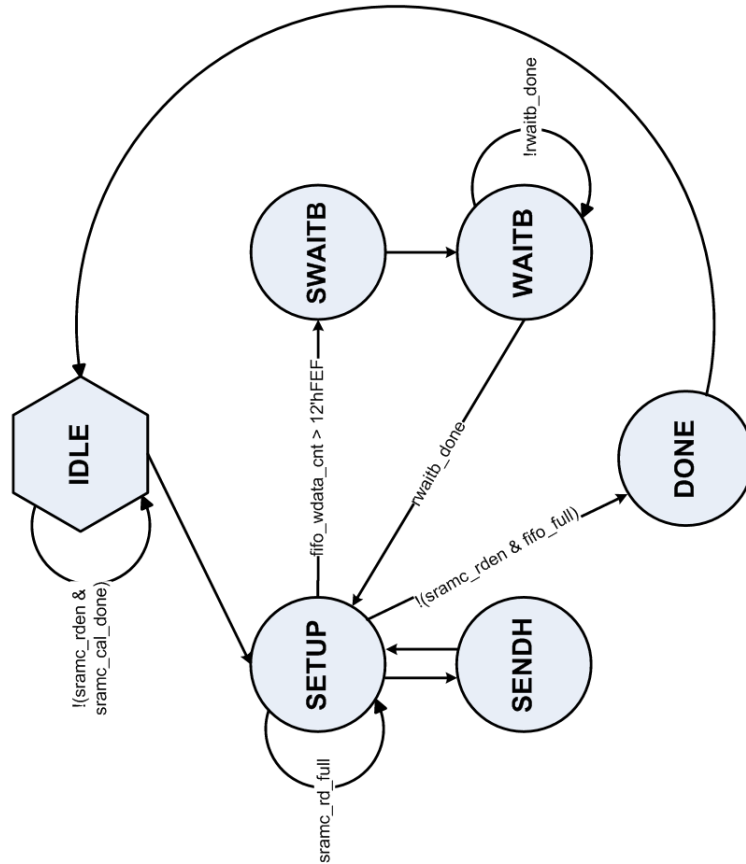 !(sramc_rden &
sramc_cal_done)
IDLE
sramc_rd_full
SETUP
fifo_wdata_cnt > 12'hFEF
SWAITB
SENDH
rwaitb_done
WAITB
!rwaitb_done
!(sramc_rden & fifo_full)
DONE